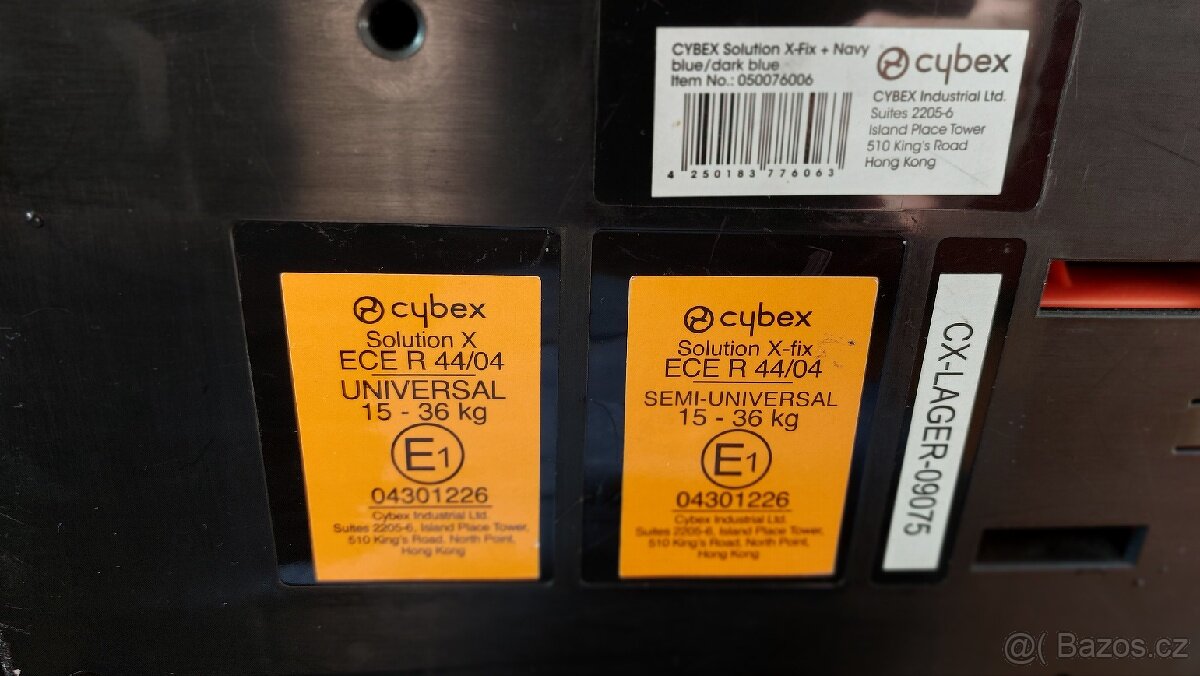 CYBEX Solution X-Fix + Navy
blue/dark blue
Item No.: 050076006
cybex
CYBEX Industrial Ltd.
Suites 2205-6
Island Place Tower
510 King's Road
Hong Kong
4 250183 776063
cybex
Solution X
ECE R 44/04
UNIVERSAL
15 - 36 kg
E1
04301226
Cybex Industrial Ltd.
Suites 2205-6, Island Place Tower,
510 King's Road, North Point,
Hong Kong
cybex
Solution X-fix
ECE R 44/04
SEMI-UNIVERSAL
15 - 36 kg
E1
04301226
Cybex Industrial Ltd.
Suites 2205-6, Island Place Tower,
510 King's Road, North Point,
Hong Kong
CX-LAGER-09075
@( Bazos.cz